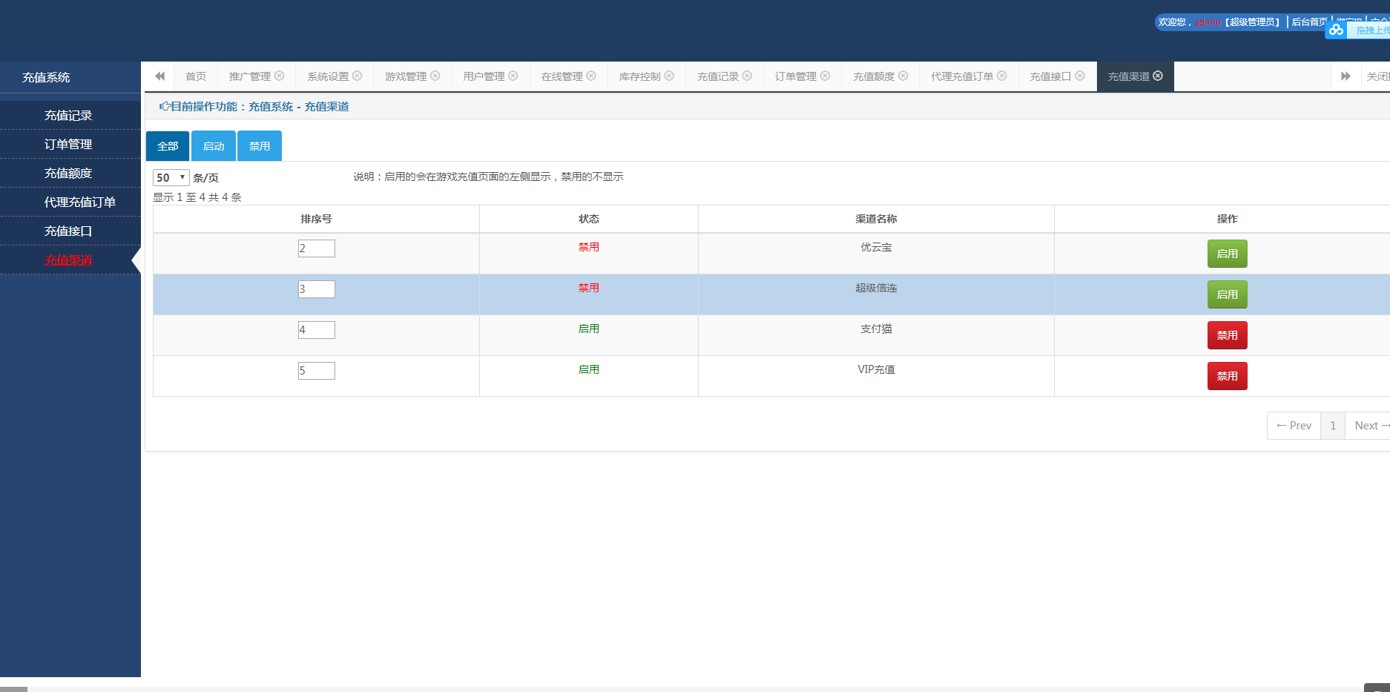 欢迎您，admin【超级管理员】 | 后台首页
拖拽上传
充值系统
首页 推广管理 系统设置 游戏管理 用户管理 在线管理 库存控制 充值记录 订单管理 充值额度 代理充值订单 充值接口 充值渠道
目前操作功能：充值系统 - 充值渠道
充值记录
订单管理
充值额度
代理充值订单
充值接口
充值渠道
全部 启动 禁用
50 条/页 说明：启用的会在游戏充值页面的左侧显示，禁用的不显示
显示 1 至 4 共 4 条
排序号 状态 渠道名称 操作
2 禁用 优云宝 启用
3 禁用 超级信连 启用
4 启用 支付猫 禁用
5 启用 VIP充值 禁用
← Prev 1 Next →